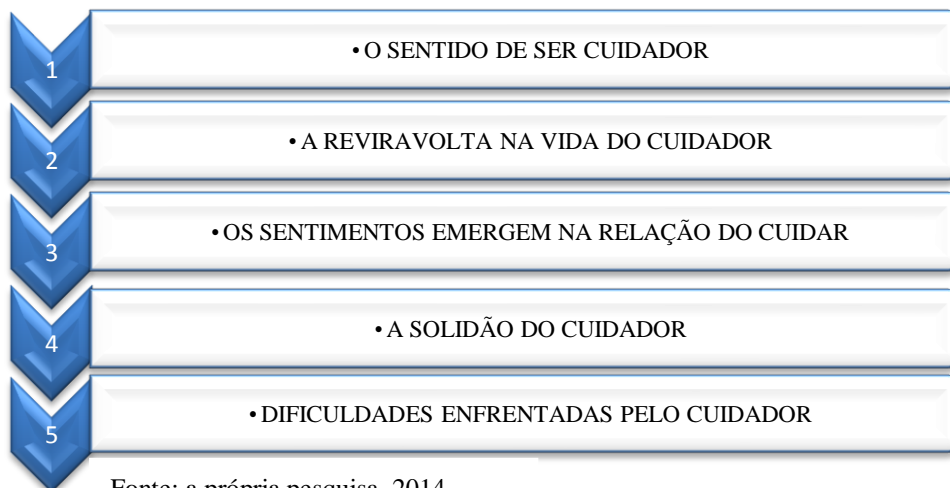 1
• O SENTIDO DE SER CUIDADOR
2
• A REVIRAVOLTA NA VIDA DO CUIDADOR
3
• OS SENTIMENTOS EMERGEM NA RELAÇÃO DO CUIDAR
4
• A SOLIDÃO DO CUIDADOR
5
• DIFICULDADES ENFRENTADAS PELO CUIDADOR
Fonte: a própria pesquisa, 2014